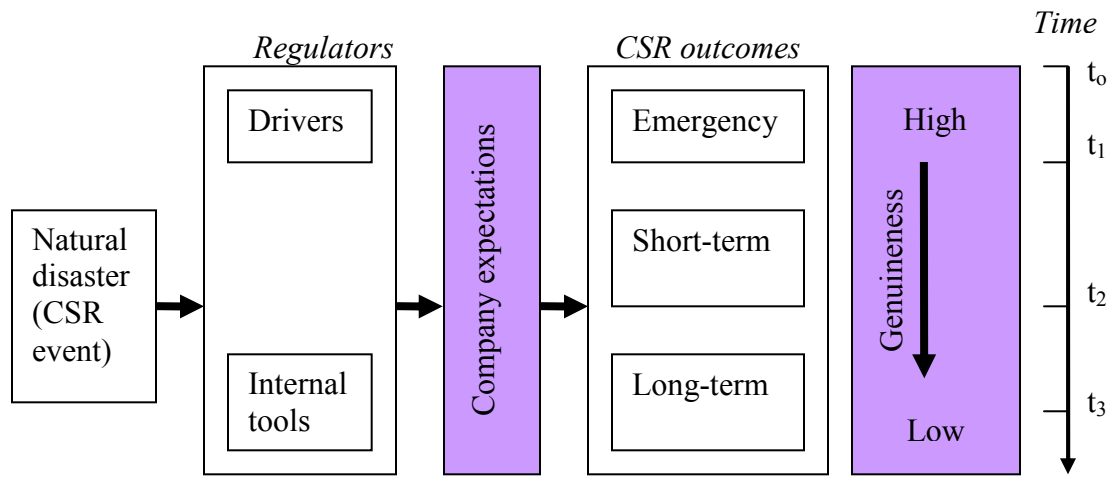 Time
Regulators
CSR outcomes
t₀
Drivers
Emergency
High
t₁
Company expectations
Genuineness
Natural
disaster
(CSR
event)
Short-term
t₂
Internal
tools
Long-term
t₃
Low